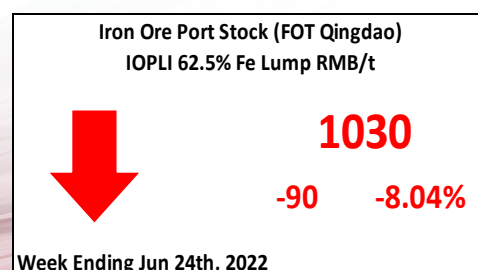 Iron Ore Port Stock (FOT Qingdao)
IOPLI 62.5% Fe Lump RMB/t
1030
-90 -8.04%
Week Ending Jun 24th, 2022